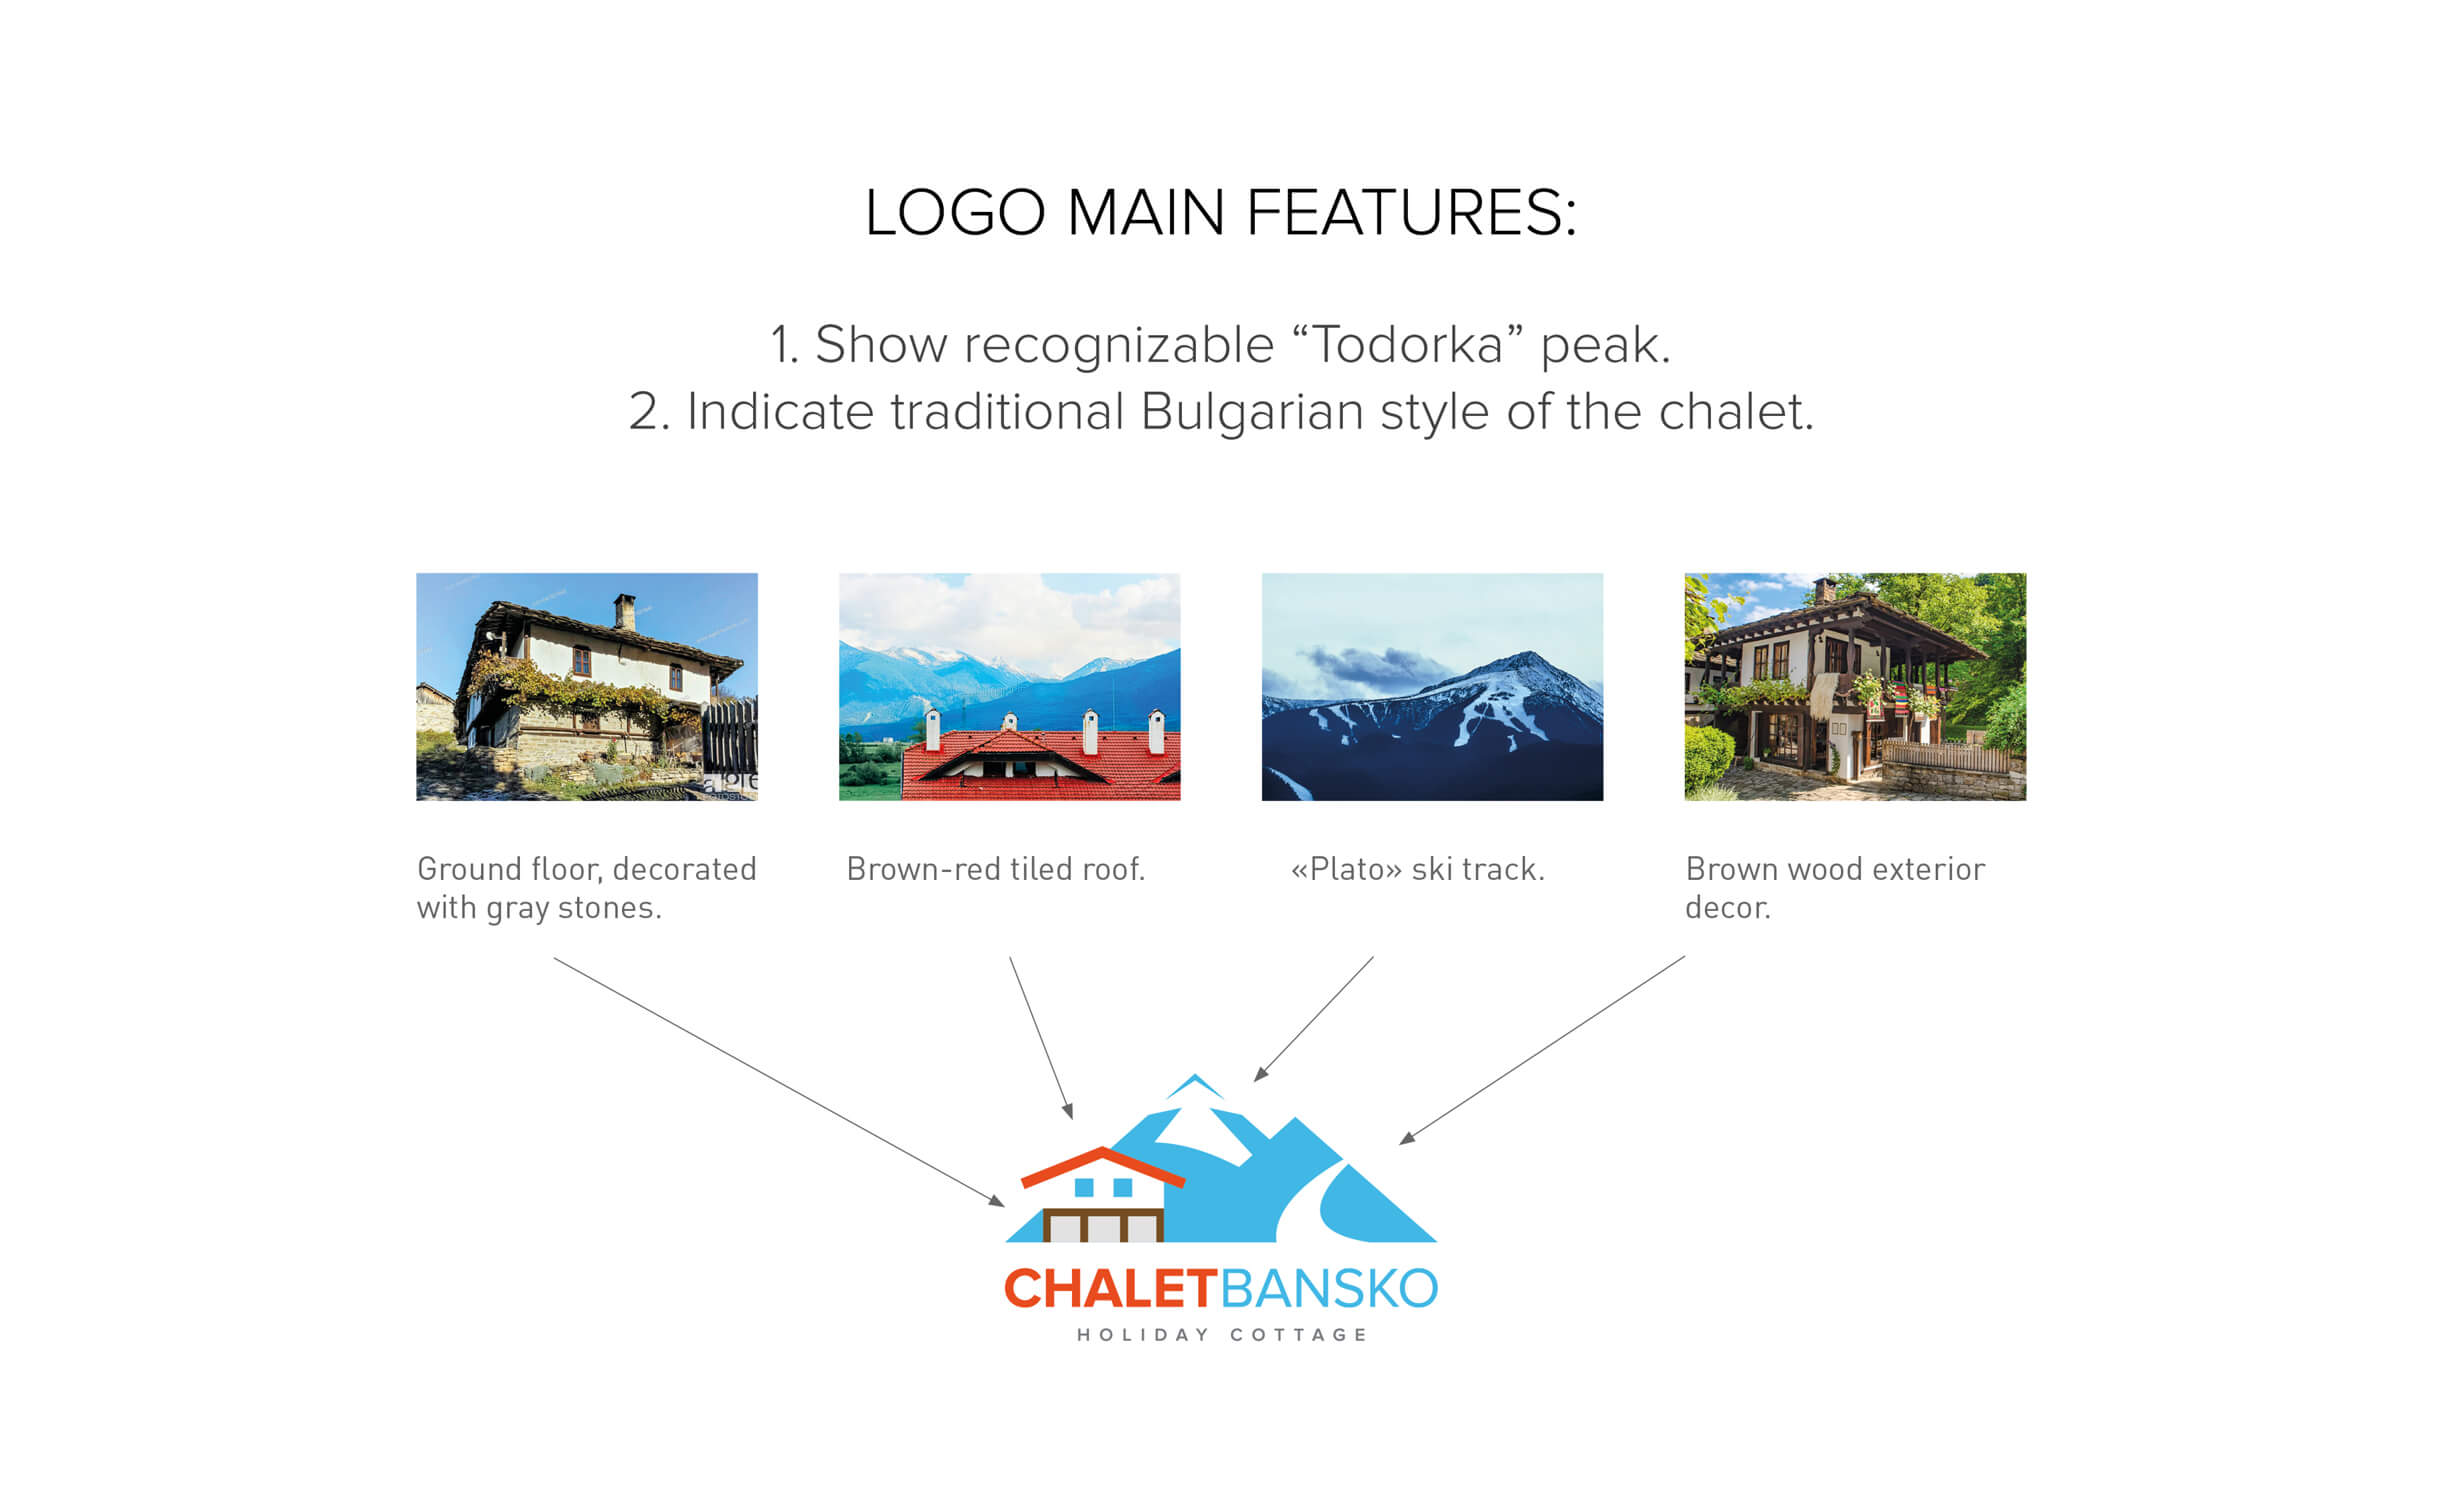 LOGO MAIN FEATURES:
1. Show recognizable “Todorka” peak.
2. Indicate traditional Bulgarian style of the chalet.
Ground floor, decorated
with gray stones.
Brown-red tiled roof.
«Plato» ski track.
Brown wood exterior
decor.
CHALETBANSKO
HOLIDAY COTTAGE